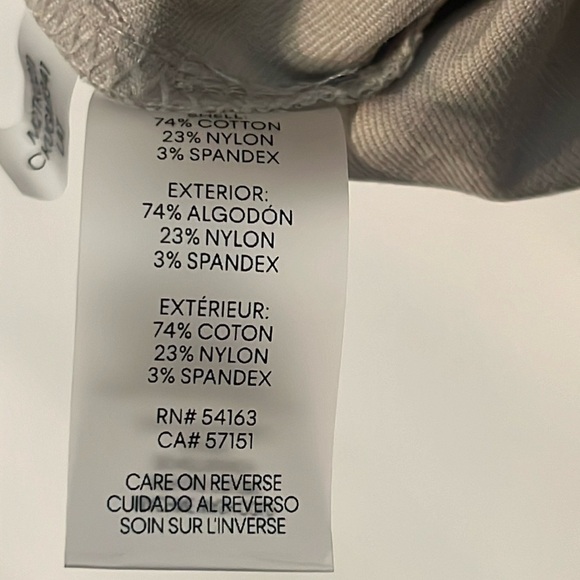 SHELL:
74% COTTON
23% NYLON
3% SPANDEX
EXTERIOR:
74% ALGODÓN
23% NYLON
3% SPANDEX
EXTÉRIEUR:
74% COTON
23% NYLON
3% SPANDEX
RN# 54163
CA# 57151
CARE ON REVERSE
CUIDADO AL REVERSO
SOIN SUR L'INVERSE